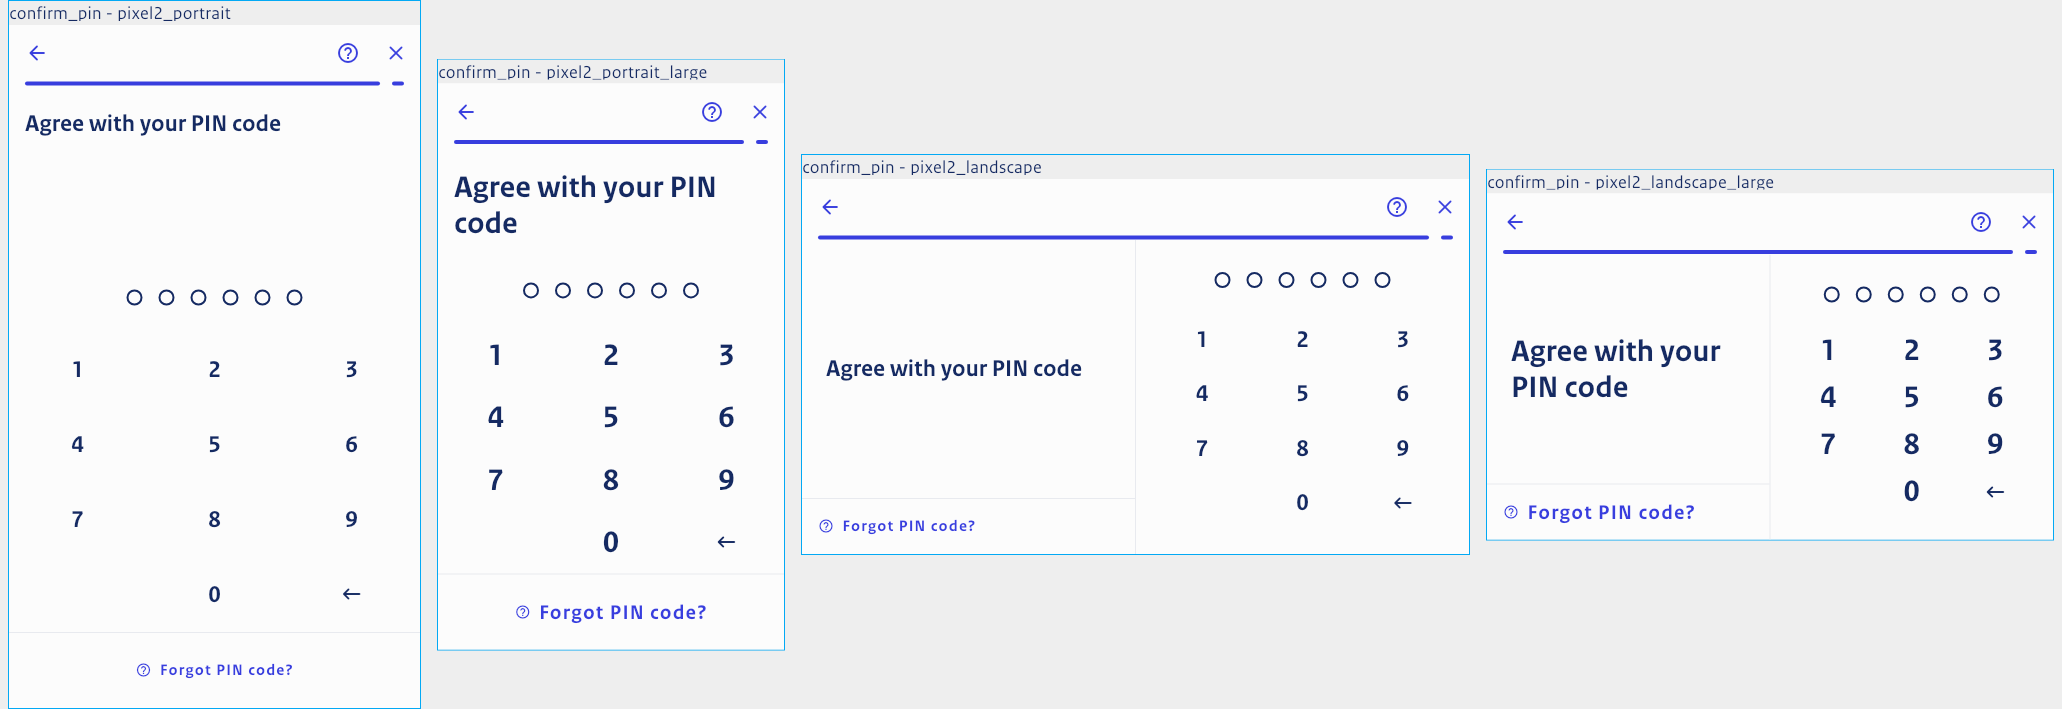 confirm_pin - pixel2_portrait
Agree with your PIN code
1 2 3
4 5 6
7 8 9
0
Forgot PIN code?
confirm_pin - pixel2_portrait_large
Agree with your PIN
code
1 2 3
4 5 6
7 8 9
0
Forgot PIN code?
confirm_pin - pixel2_landscape
Agree with your PIN code
Forgot PIN code?
1 2 3
4 5 6
7 8 9
0
confirm_pin - pixel2_landscape_large
Agree with your
PIN code
Forgot PIN code?
1 2 3
4 5 6
7 8 9
0